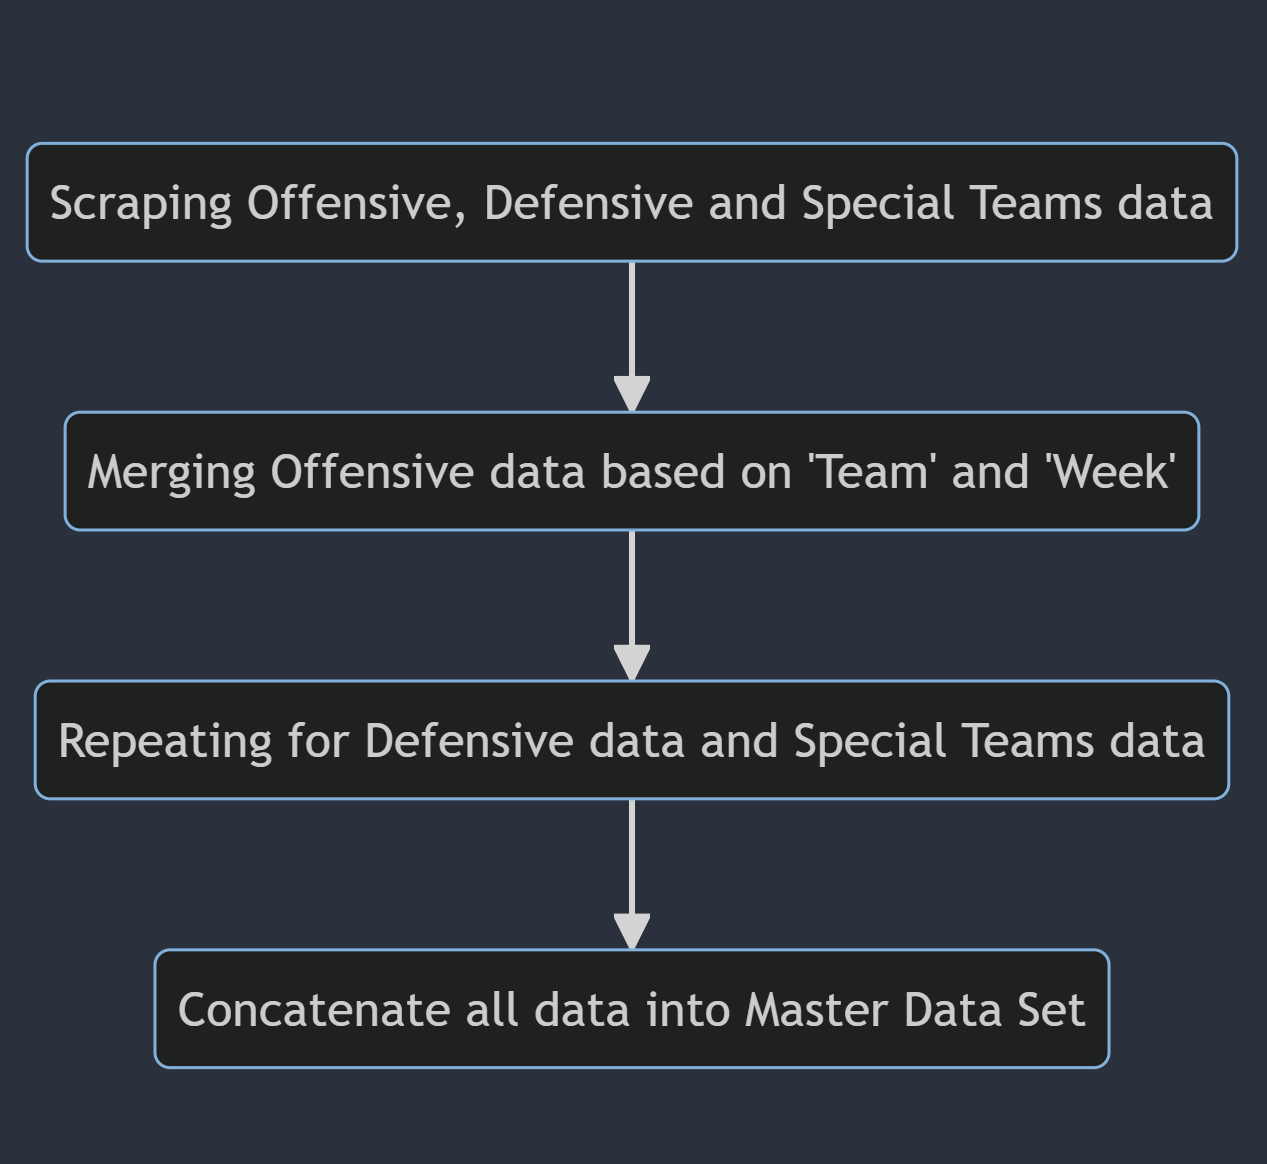 Scraping Offensive, Defensive and Special Teams data
Merging Offensive data based on 'Team' and 'Week'
Repeating for Defensive data and Special Teams data
Concatenate all data into Master Data Set